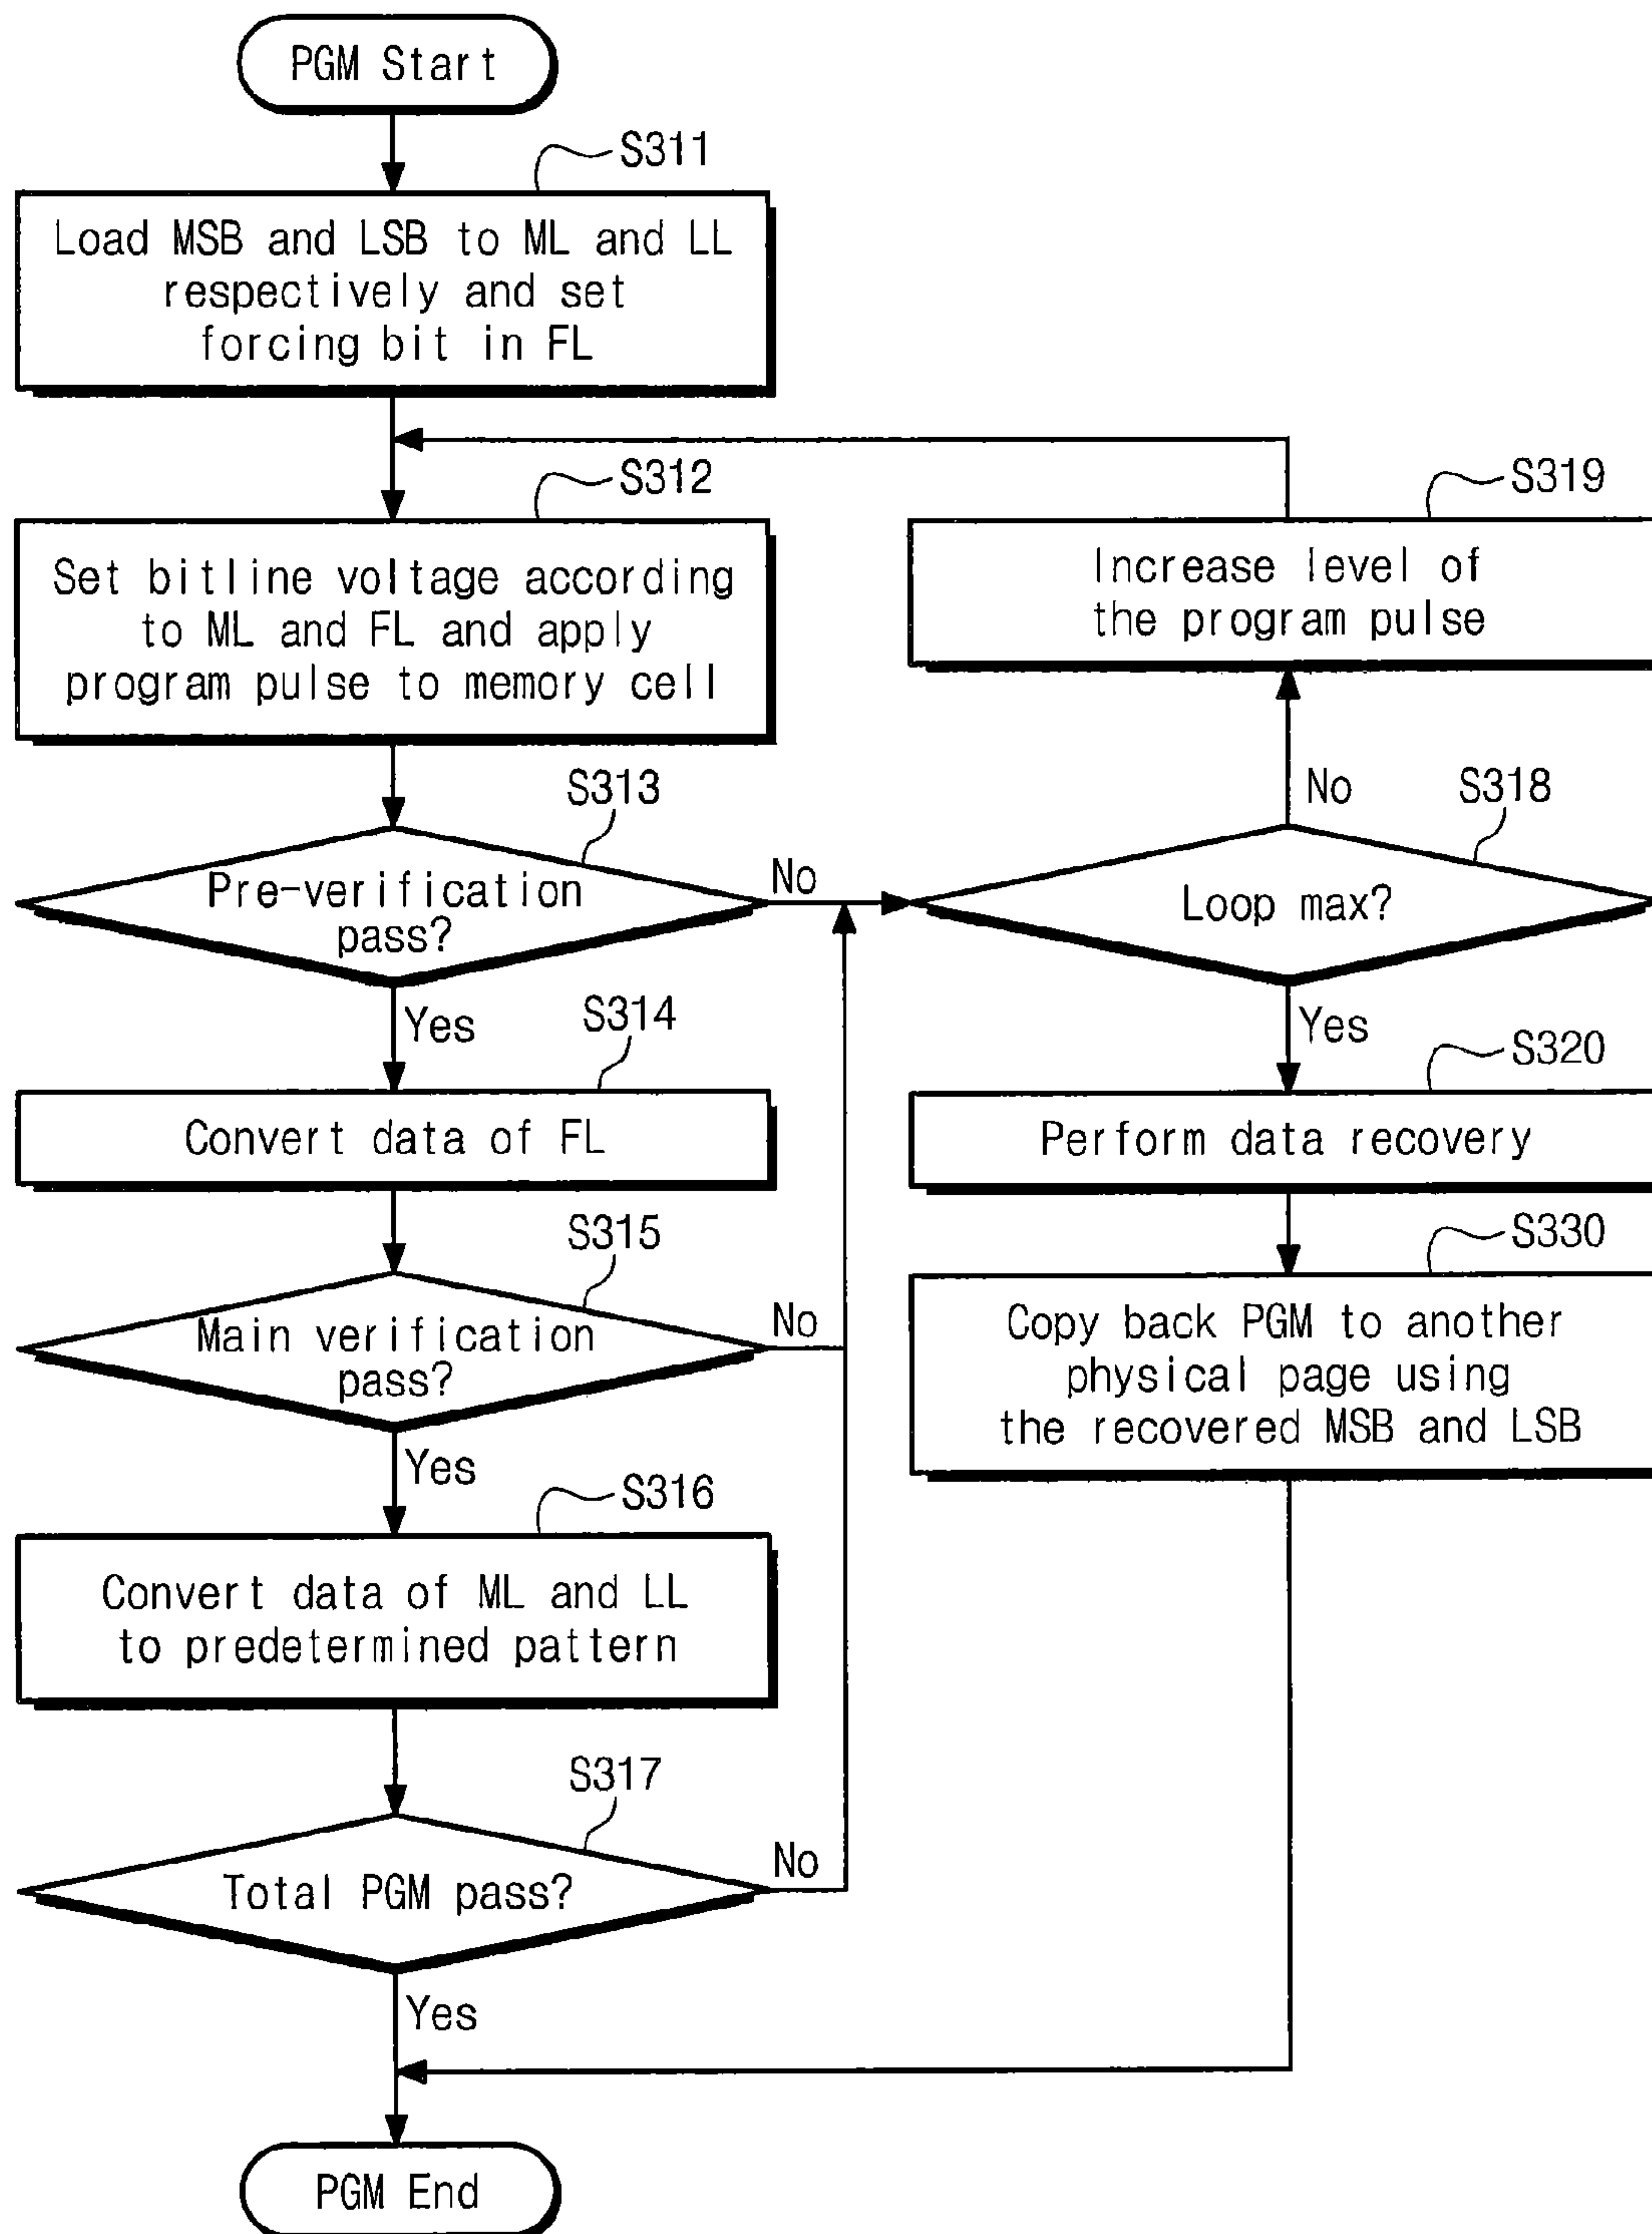 PGM Start
S311
Load MSB and LSB to ML and LL
respectively and set
forcing bit in FL
S312
Set bitline voltage according
to ML and FL and apply
program pulse to memory cell
S319
Increase level of
the program pulse
S313
Pre-verification
pass?
No
Yes
S318
Loop max?
No
Yes
S314
Convert data of FL
S320
Perform data recovery
S315
Main verification
pass?
No
Yes
S330
Copy back PGM to another
physical page using
the recovered MSB and LSB
S316
Convert data of ML and LL
to predetermined pattern
S317
Total PGM pass?
No
Yes
PGM End